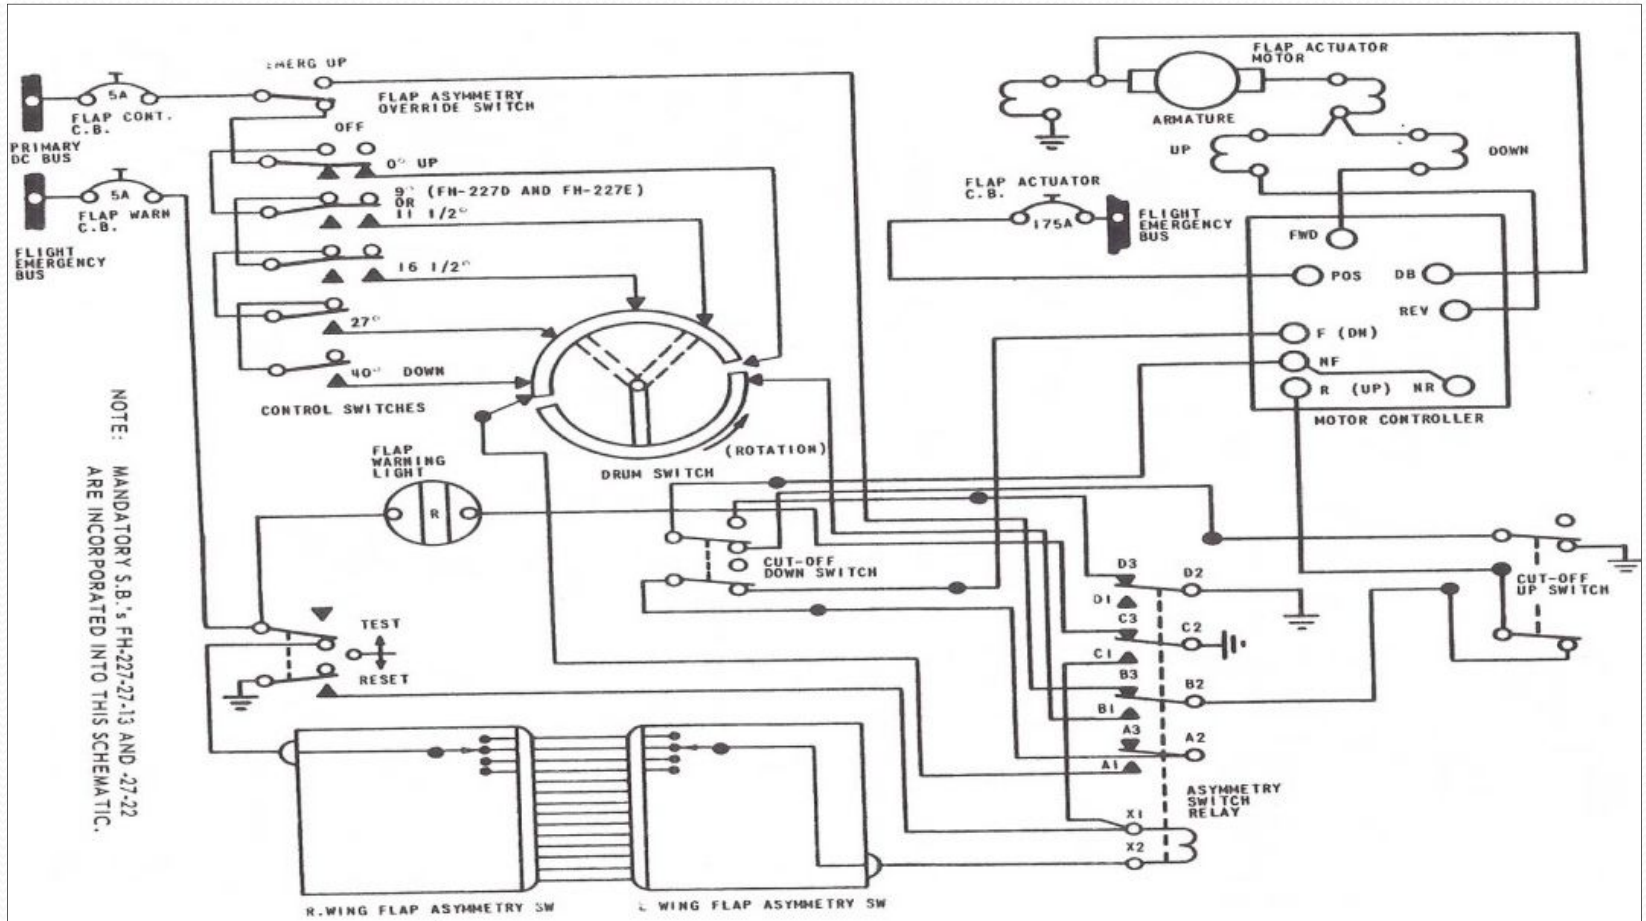 EMERG UP
FLAP ASYMMETRY
OVERRIDE SWITCH
5A
FLAP CONT.
C.B.
PRIMARY
DC BUS
OFF
0° UP
5A
FLAP WARN
C.B.
FLIGHT
EMERGENCY
BUS
9° (FH-227D AND FH-227E)
OR
11 1/2°
16 1/2°
27°
40° DOWN
CONTROL SWITCHES
DRUM SWITCH
(ROTATION)
FLAP
WARNING
LIGHT
R
TEST
RESET
R.WING FLAP ASYMMETRY SW
L WING FLAP ASYMMETRY SW
NOTE: MANDATORY S.B.'s FH-227-27-13 AND -27-22
ARE INCORPORATED INTO THIS SCHEMATIC.
FLAP ACTUATOR
MOTOR
ARMATURE
UP
DOWN
FLAP ACTUATOR
C.B.
175A
FLIGHT
EMERGENCY
BUS
FWD
POS
DB
REV
F (DN)
NF
R (UP)
NR
MOTOR CONTROLLER
CUT-OFF
DOWN SWITCH
CUT-OFF
UP SWITCH
D3
D2
D1
C3
C2
C1
B3
B2
B1
A3
A2
A1
ASYMMETRY
SWITCH
RELAY
X1
X2